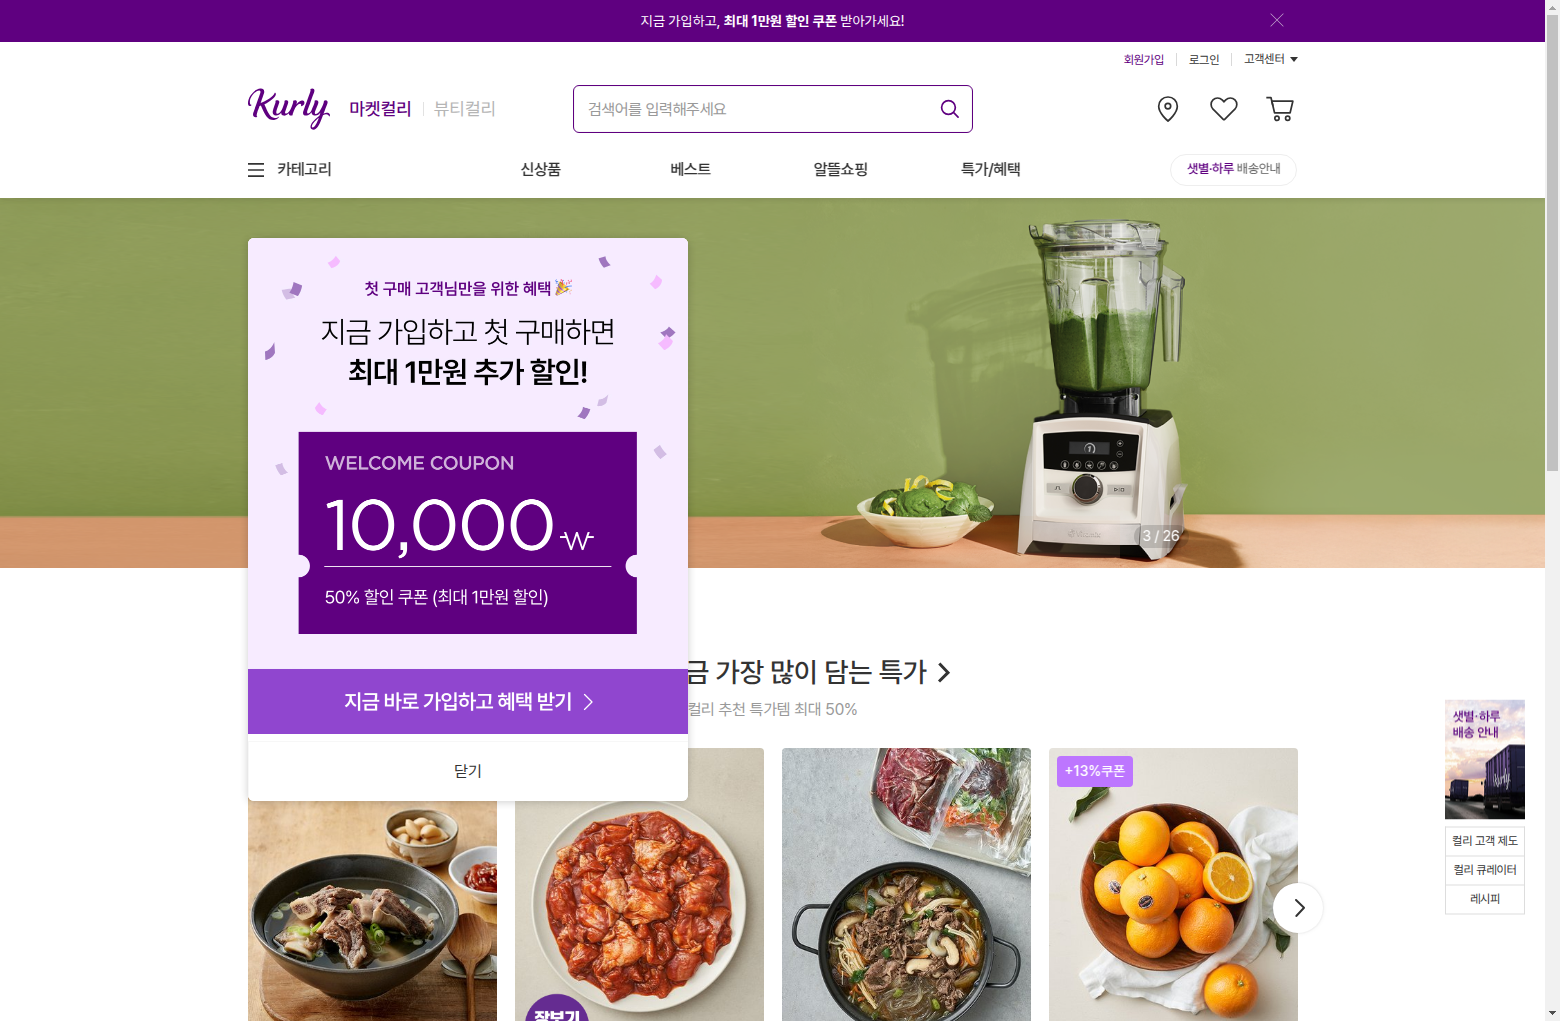 지금 가입하고, 최대 1만원 할인 쿠폰 받아가세요!
회원가입
로그인
고객센터
Kurly
마켓컬리
뷰티컬리
검색어를 입력해주세요
카테고리
신상품
베스트
알뜰쇼핑
특가/혜택
샛별·하루 배송안내
첫 구매 고객님만을 위한 혜택
지금 가입하고 첫 구매하면
최대 1만원 추가 할인!
WELCOME COUPON
10,000₩
50% 할인 쿠폰 (최대 1만원 할인)
지금 바로 가입하고 혜택 받기
닫기
3 / 26
금 가장 많이 담는 특가
컬리 추천 특가템 최대 50%
+13%쿠폰
샛별·하루
배송 안내
Kurly
컬리 고객 제도
컬리 큐레이터
레시피